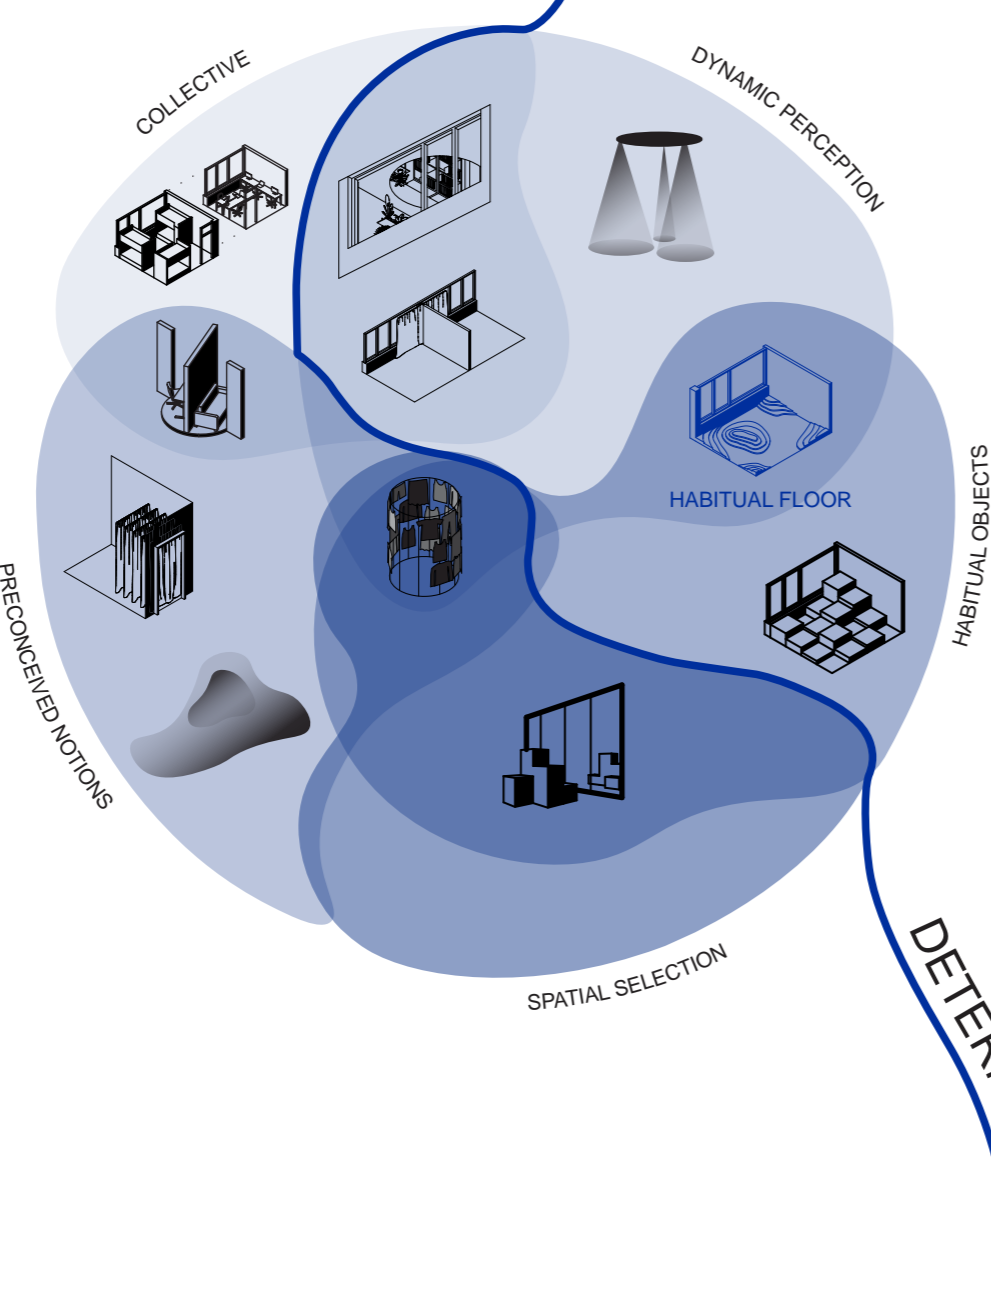 COLLECTIVE
DYNAMIC PERCEPTION
HABITUAL FLOOR
HABITUAL OBJECTS
PRECONCEIVED NOTIONS
SPATIAL SELECTION